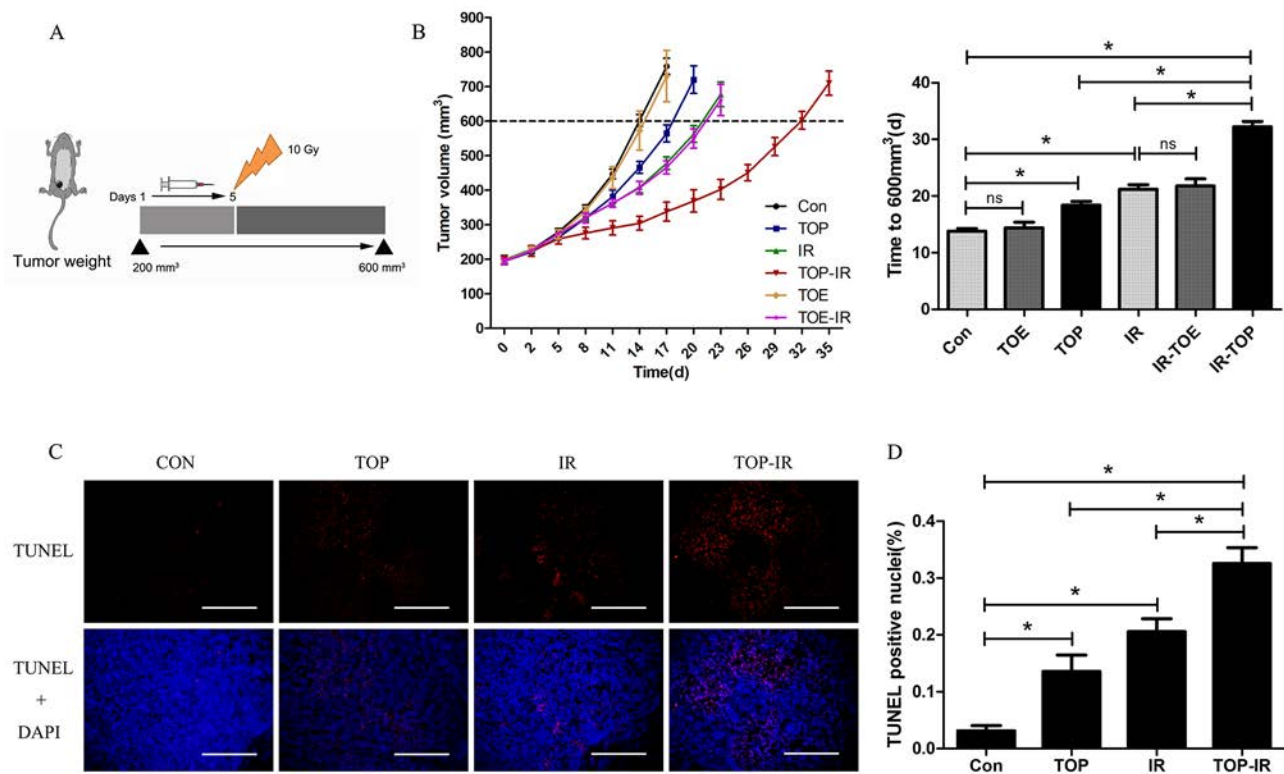 A
10 Gy
Days 1
5
Tumor weight
200 mm³
600 mm³
B
Tumor volume (mm³)
900
800
700
600
500
400
300
200
100
0
2
5
8
11
14
17
20
23
26
29
32
35
Time(d)
Con
TOP
IR
TOP-IR
TOE
TOE-IR
Time to 600mm³(d)
40
30
20
10
0
*
*
*
*
ns
*
ns
Con
TOE
TOP
IR
IR-TOE
IR-TOP
C
CON
TOP
IR
TOP-IR
TUNEL
TUNEL
+
DAPI
D
TUNEL positive nuclei(%)
0.4
0.3
0.2
0.1
0.0
*
*
*
*
*
Con
TOP
IR
TOP-IR